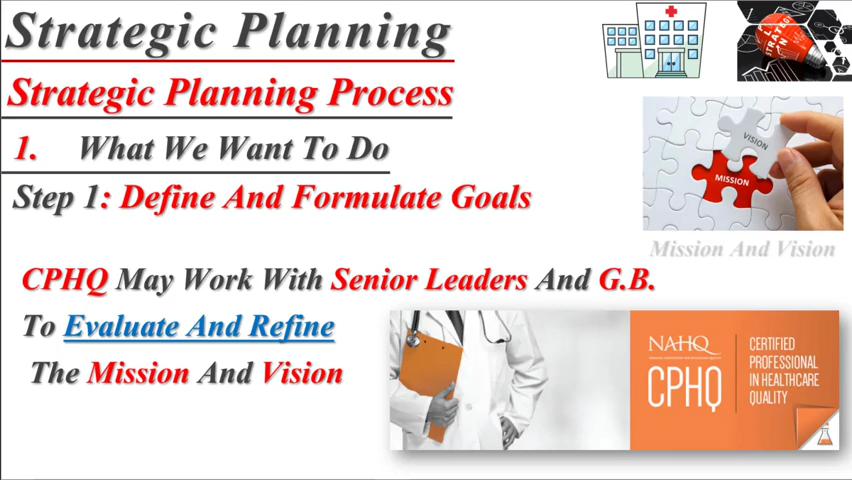 Strategic Planning
Strategic Planning Process
1. What We Want To Do
Step 1: Define And Formulate Goals
VISION
MISSION
Mission And Vision
CPHQ May Work With Senior Leaders And G.B.
To Evaluate And Refine
The Mission And Vision
NAHQ
CPHQ
CERTIFIED
PROFESSIONAL
IN HEALTHCARE
QUALITY